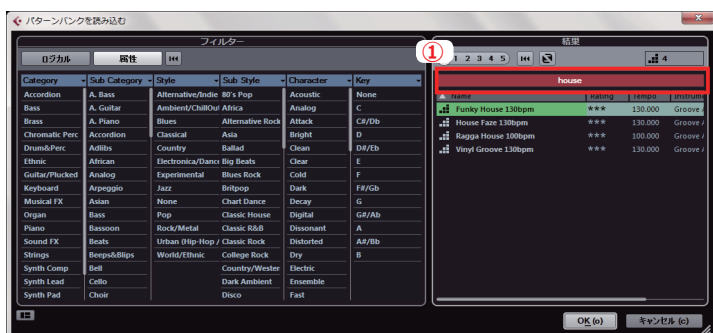 パターンバンクを読み込む
フィルター
ロジカル 属性
Category Sub Category Style Sub Style Character Key
Accordion A. Bass Alternative/Indie 80's Pop Acoustic None
Bass A. Guitar Ambient/ChillOut Africa Analog C
Brass A. Piano Blues Alternative Rock Attack C#/Db
Chromatic Perc Accordion Classical Asia Bright D
Drum&Perc Adlibs Country Ballad Clean D#/Eb
Ethnic African Electronica/Dance Big Beats Clear E
Guitar/Plucked Analog Experimental Blues Rock Cold F
Keyboard Arpeggio Jazz Britpop Dark F#/Gb
Musical FX Asian None Chart Dance Decay G
Organ Bass Pop Classic House Digital G#/Ab
Piano Bassoon Rock/Metal Classic R&B Dissonant A
Sound FX Beats Urban (Hip-Hop / Classic Rock Distorted A#/Bb
Strings Beeps&Blips World/Ethnic College Rock Dry B
Synth Comp Bell Country/Wester Electric
Synth Lead Cello Dark Ambient Ensemble
Synth Pad Choir Disco Fast
結果
① 1 2 3 4 5 4
house
Name Rating Tempo Instrume
Funky House 130bpm *** 130.000 Groove A
House Faze 130bpm *** 130.000 Groove A
Ragga House 100bpm *** 100.000 Groove A
Vinyl Groove 130bpm *** 130.000 Groove A
OK (o) キャンセル (c)